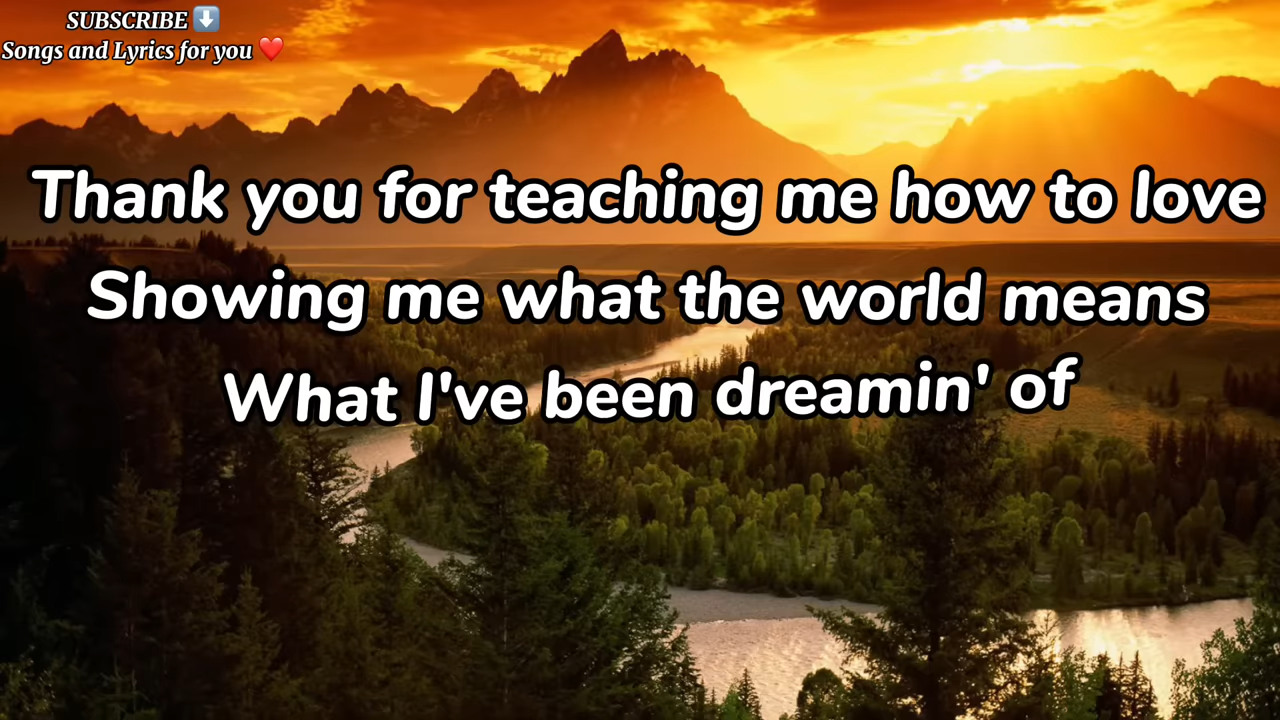 SUBSCRIBE ⬇️
Songs and Lyrics for you ❤️
Thank you for teaching me how to love
Showing me what the world means
What I've been dreamin' of